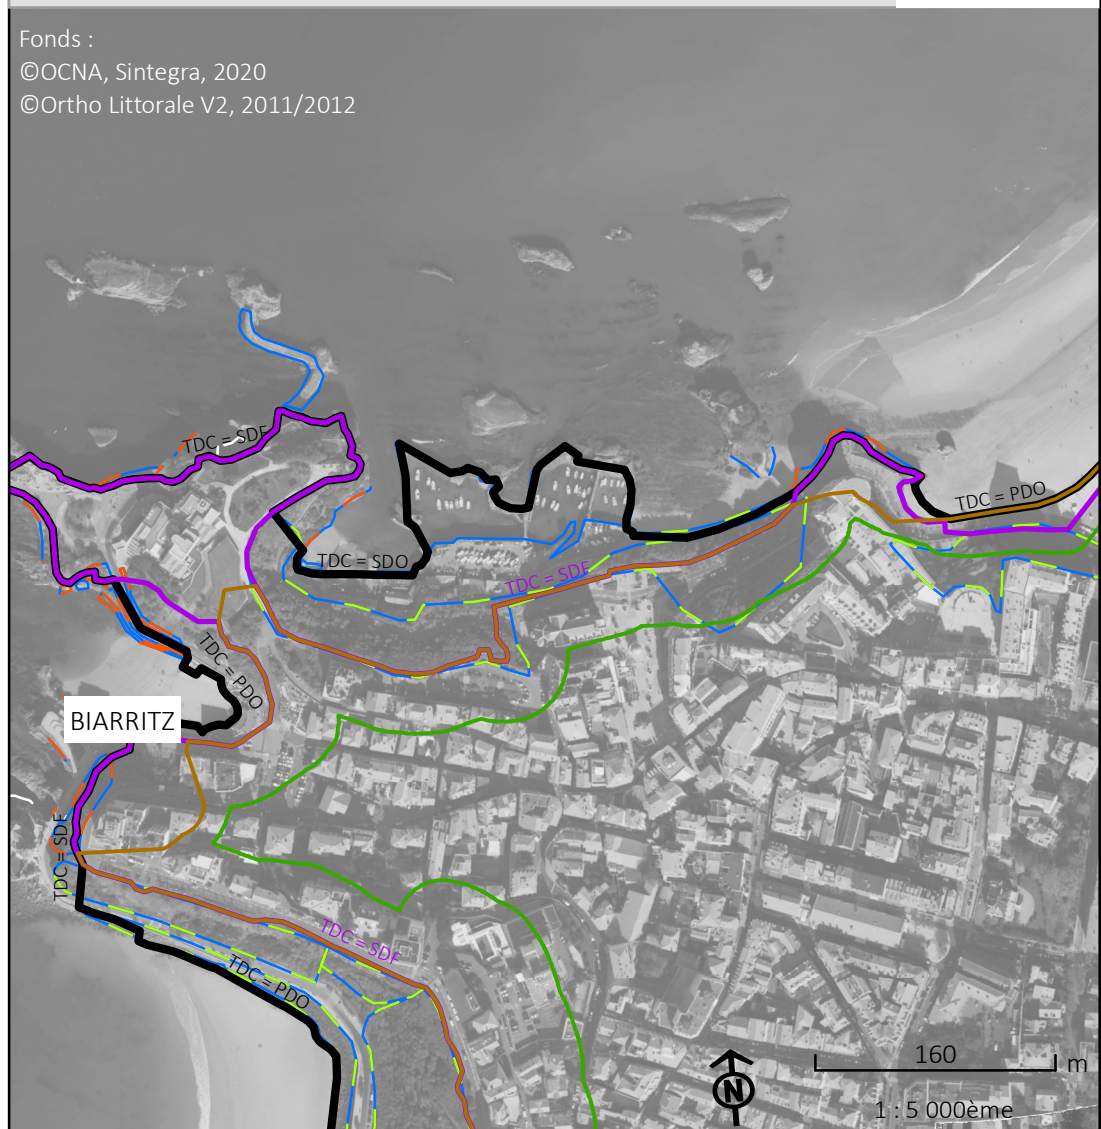 Fonds :
©OCNA, Sintegra, 2020
©Ortho Littorale V2, 2011/2012
TDC = SDF
TDC = PDO
TDC = SDO
TDC = SDF
TDC = PDO
BIARRITZ
TDC = SDF
TDC = SDF
TDC = PDO
160
m
N
1 : 5 000ème